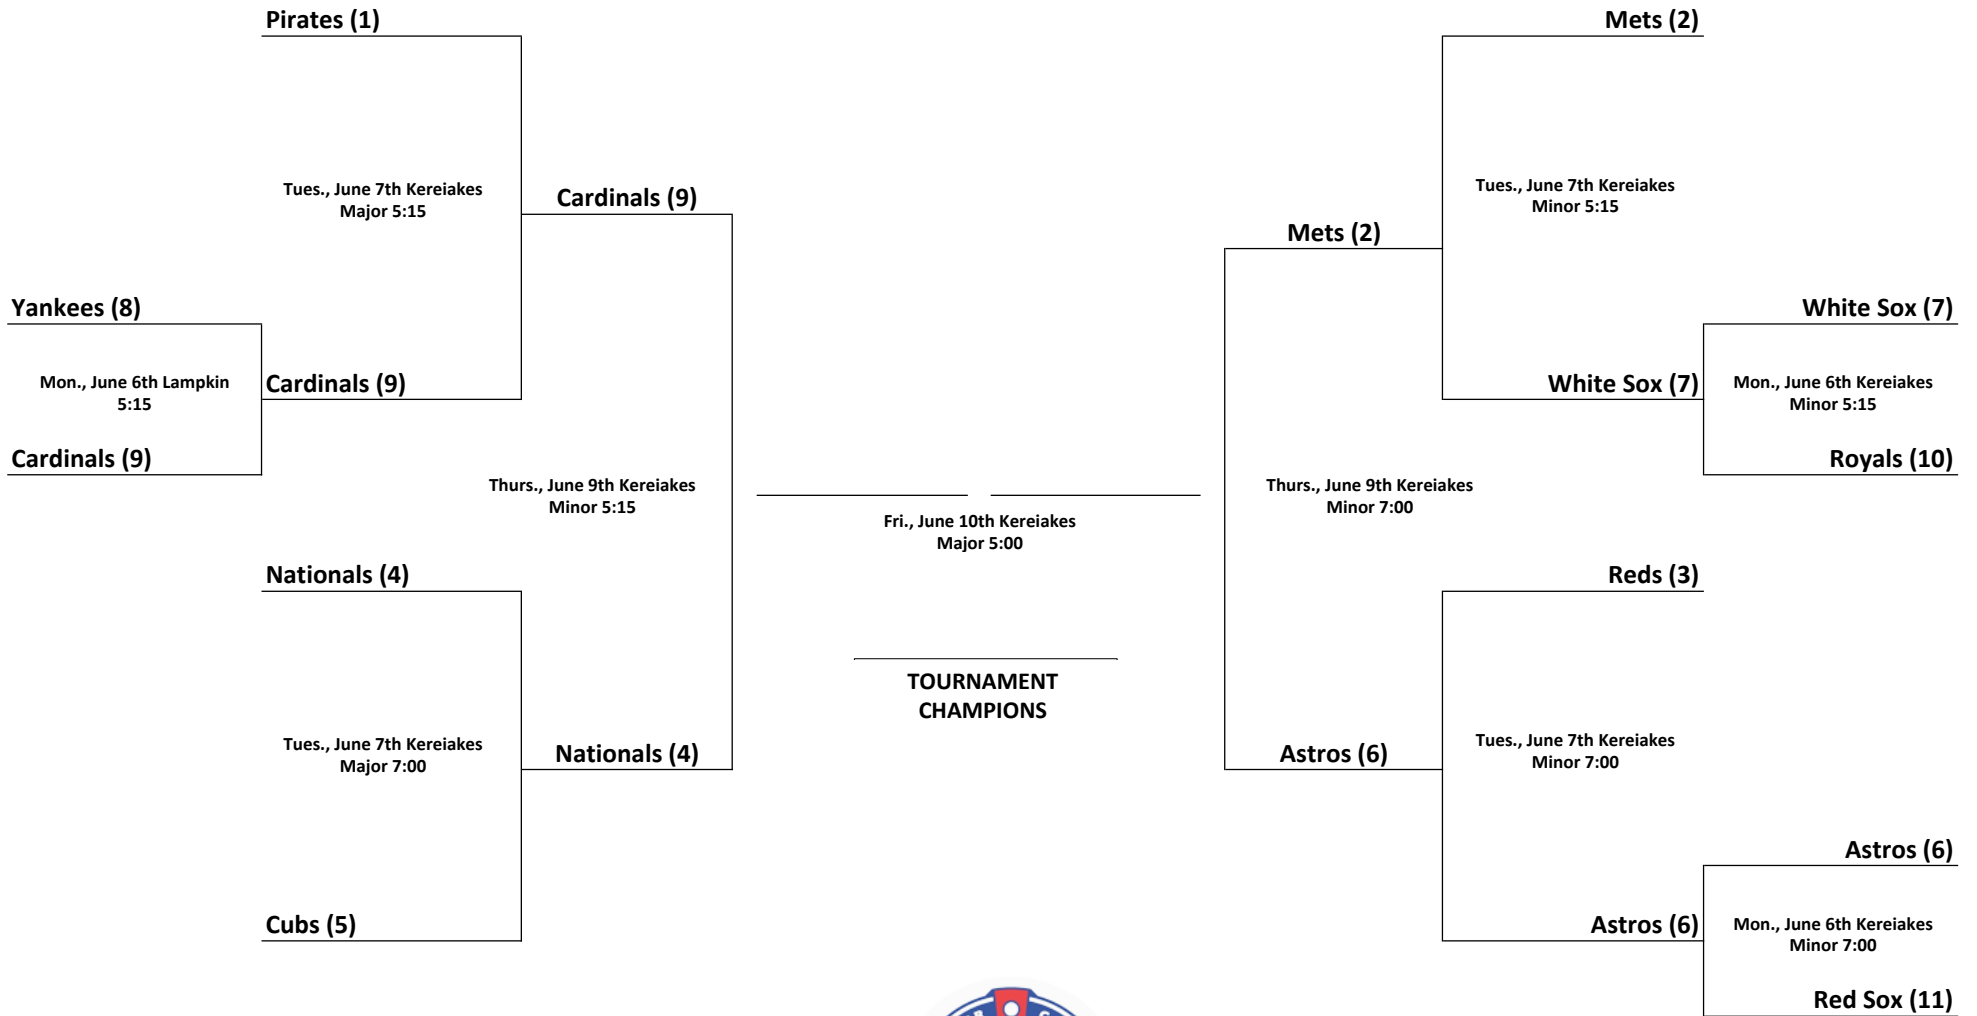 Pirates (1)
Mets (2)
Tues., June 7th Kereiakes
Major 5:15
Cardinals (9)
Tues., June 7th Kereiakes
Minor 5:15
Mets (2)
Yankees (8)
White Sox (7)
Mon., June 6th Lampkin
5:15
Cardinals (9)
White Sox (7)
Mon., June 6th Kereiakes
Minor 5:15
Cardinals (9)
Royals (10)
Thurs., June 9th Kereiakes
Minor 5:15
Thurs., June 9th Kereiakes
Minor 7:00
Fri., June 10th Kereiakes
Major 5:00
Nationals (4)
Reds (3)
TOURNAMENT
CHAMPIONS
Tues., June 7th Kereiakes
Major 7:00
Nationals (4)
Astros (6)
Tues., June 7th Kereiakes
Minor 7:00
Astros (6)
Cubs (5)
Astros (6)
Mon., June 6th Kereiakes
Minor 7:00
Red Sox (11)